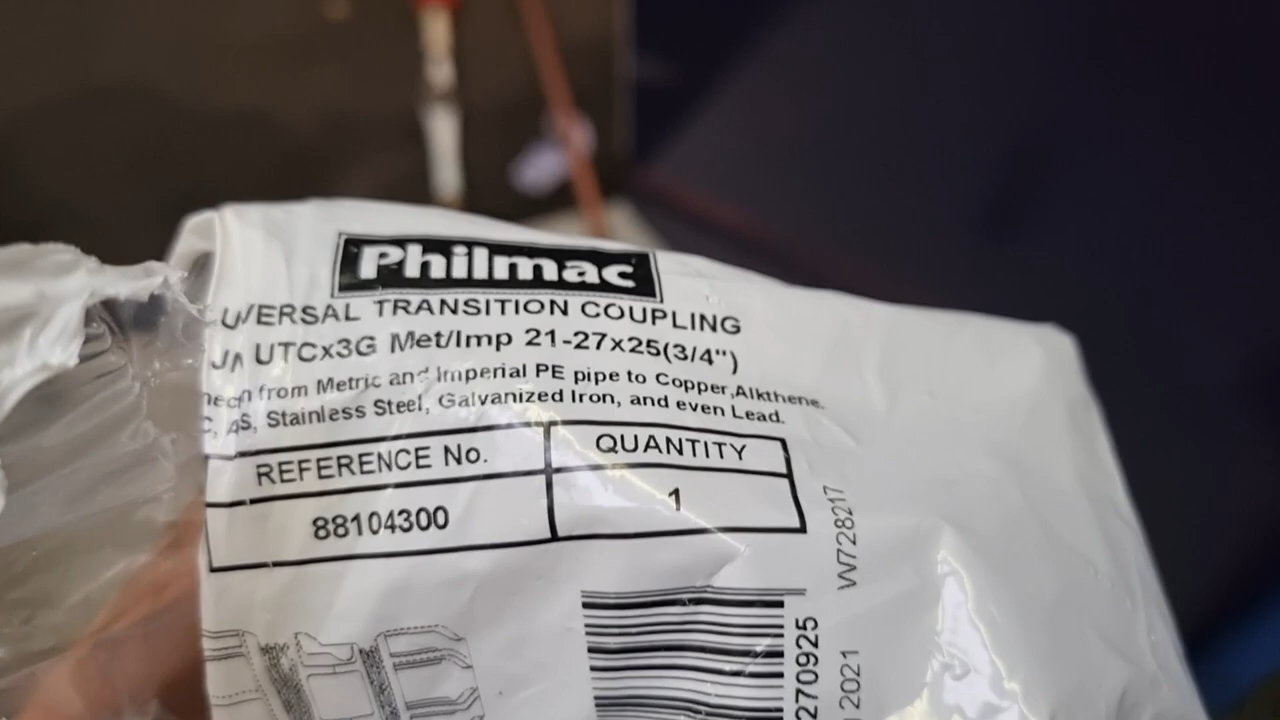 Philmac
VERSAL TRANSITION COUPLING
UTCx3G Met/Imp 21-27x25(3/4")
from Metric and Imperial PE pipe to Copper,Alkthene.
Stainless Steel, Galvanized Iron, and even Lead.
REFERENCE No.
QUANTITY
88104300
1
W728217
270925
2021